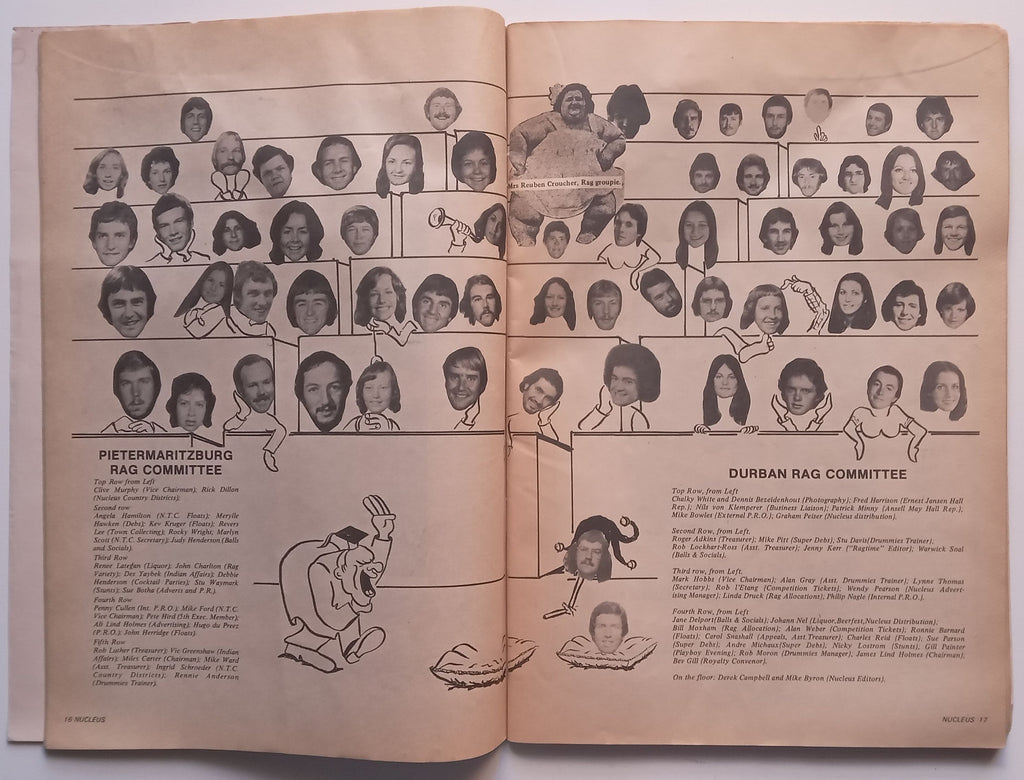 Mrs Reuben Croucher, Rag groupie.
PIETERMARITZBURG
RAG COMMITTEE
Top Row from Left
Clive Murphy (Vice Chairman); Rick Dillon
(Nucleus Country Districts);
Second row
Angela Hamilton (N.T.C. Floats); Merylle
Hawken (Debs); Kev Kruger (Floats); Revers
Lee (Town Collecting); Rocky Wright; Marlyn
Scott (N.T.C. Secretary); Judy Henderson (Balls
and Socials).
Third Row
Renee Latefan (Liquor); John Charlton (Rag
Variety); Dev Yaybek (Indian Affairs); Debbie
Henderson (Cocktail Parties); Stu Waymark
(Stunts); Sue Botha (Adverts and P.R.)
Fourth Row
Penny Cullen (Int. P.R.O.); Mike Ford (N.T.C.
Vice Chairman); Pete Hird (5th Exec. Member);
Ab Lind Holmes (Advertising); Hugo du Preez
(P.R.O.); John Herridge (Floats).
Fifth Row
Rob Luther (Treasurer); Vic Greenshaw (Indian
Affairs); Miles Carter (Chairman); Mike Ward
(Asst. Treasurer); Ingrid Schroeder (N.T.C.
Country Districts); Rennie Anderson
(Drummies Trainer).
16 NUCLEUS
DURBAN RAG COMMITTEE
Top Row, from Left
Chalky White and Dennit Bezeidenhout (Photography); Fred Harrison (Ernest Jansen Hall
Rep.); Nils von Klemperer (Business Liaison); Patrick Minny (Ansell May Hall Rep.);
Mike Bowles (External P.R.O.); Graham Peiser (Nucleus distribution).
Second Row, from Left,
Roger Adkins (Treasurer); Mike Pitt (Super Debs); Stu Davis(Drummies Trainer);
Rob Lockhart-Ross (Asst. Treasurer); Jenny Kerr ("Ragtime" Editor); Warwick Soal
(Balls & Socials).
Third row, from Left,
Mark Hobbs (Vice Chairman); Alan Gray (Asst. Drummies Trainer); Lynne Thomas
(Secretary); Rob l'Etang (Competition Tickets); Wendy Pearson (Nucleus Advert-
ising Manager); Linda Druck (Rag Allocations); Philip Nagle (Internal P.R.O.).
Fourth Row, from Left
Jane Delport(Balls & Socials); Johann Nel (Liquor,Beerfest,Nucleus Distribution);
Bill Moxham (Rag Allocation); Alan Weber (Competition Tickets); Ronnie Barnard
(Floats); Carol Snashall (Appeals, Asst.Treasurer); Charles Reid (Floats); Sue Parson
(Super Debs); Andre Michaux(Super Debs); Nicky Lostrom (Stunts), Gill Painter
(Playboy Evening); Rob Moron (Drummies Manager); James Lind Holmes (Chairman);
Bev Gill (Royalty Convenor).
On the floor: Derek Campbell and Mike Byron (Nucleus Editors).
NUCLEUS 17